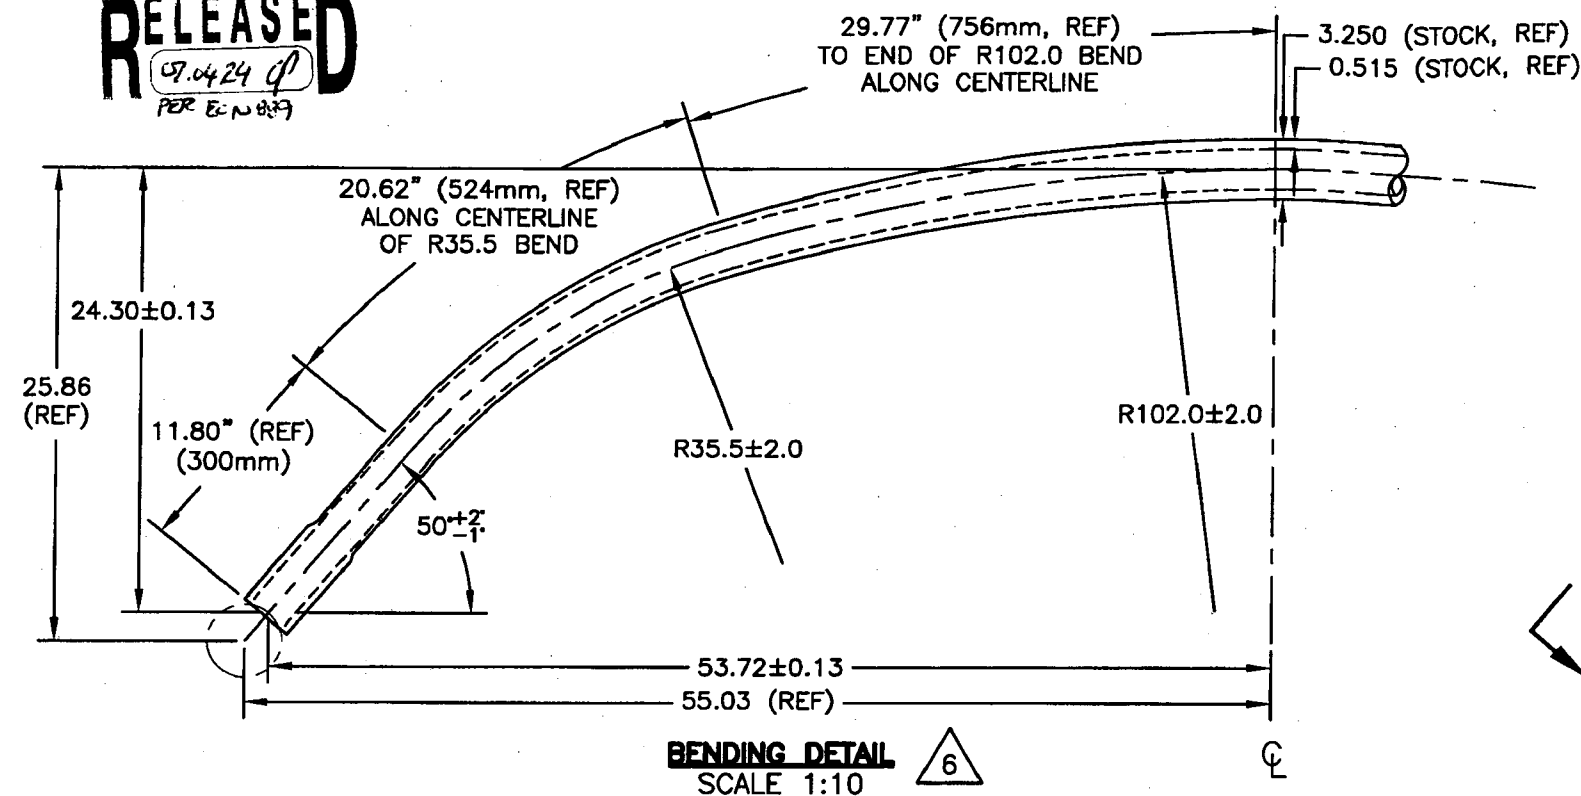 RELEASED
07.04.24
PER ECN
29.77" (756mm, REF)
TO END OF R102.0 BEND
ALONG CENTERLINE
3.250 (STOCK, REF)
0.515 (STOCK, REF)
20.62" (524mm, REF)
ALONG CENTERLINE
OF R35.5 BEND
24.30±0.13
25.86
(REF)
11.80" (REF)
(300mm)
R35.5±2.0
R102.0±2.0
50°+2°
-1°
53.72±0.13
55.03 (REF)
BENDING DETAIL
6
SCALE 1:10
℄